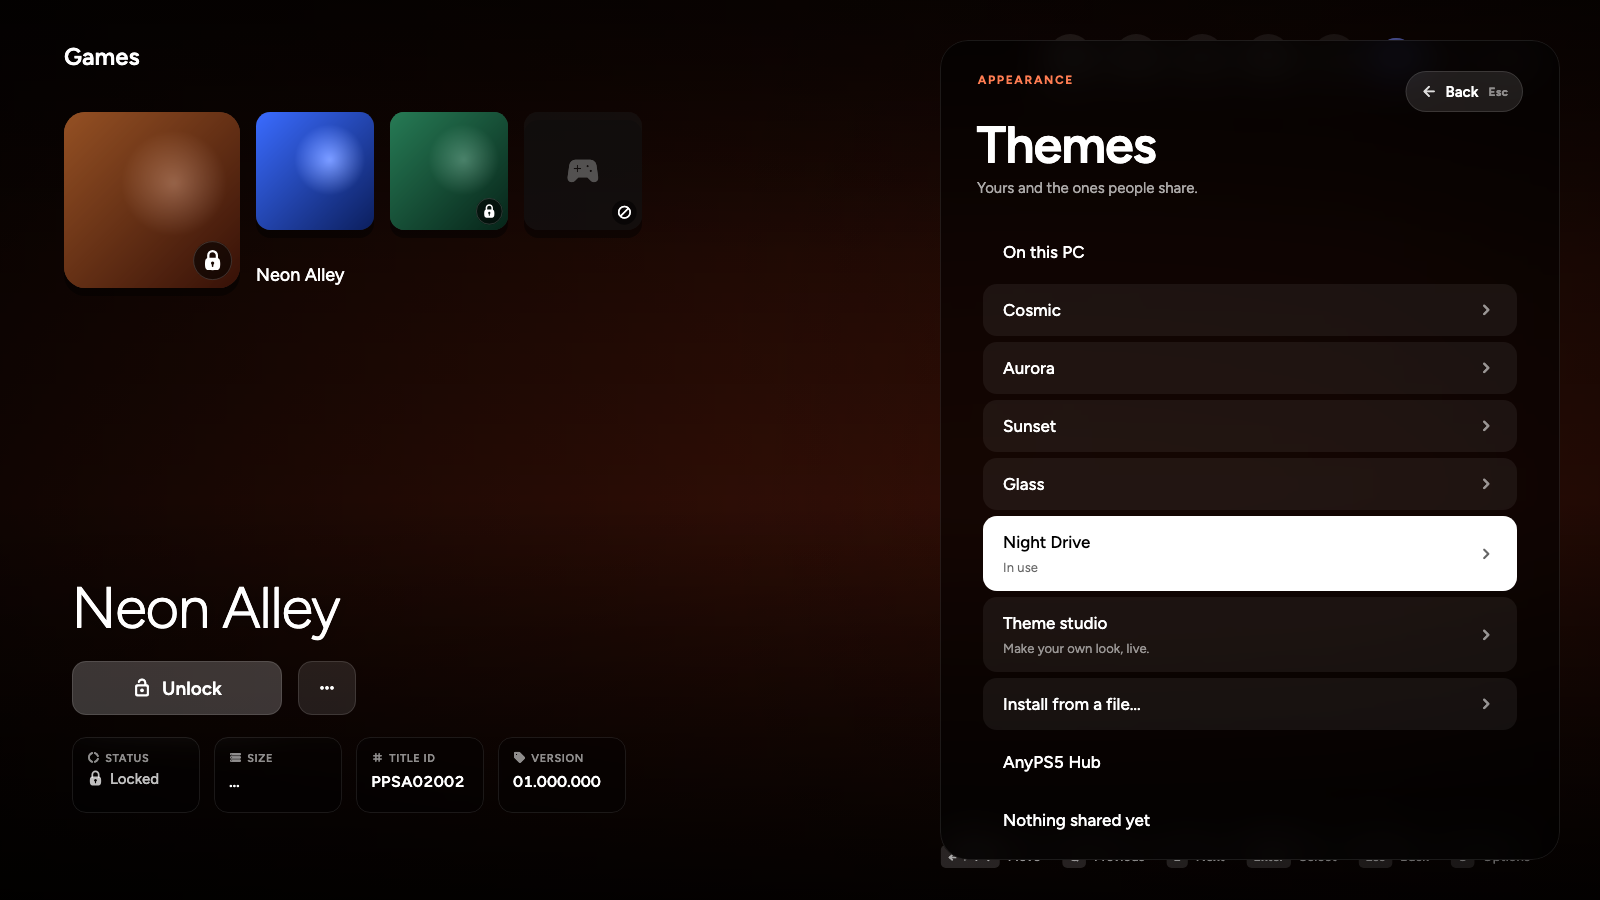 Games
Neon Alley
Neon Alley
Unlock
STATUS
Locked
SIZE
...
TITLE ID
PPSA02002
VERSION
01.000.000
APPEARANCE
Back Esc
Themes
Yours and the ones people share.
On this PC
Cosmic
Aurora
Sunset
Glass
Night Drive
In use
Theme studio
Make your own look, live.
Install from a file...
AnyPS5 Hub
Nothing shared yet